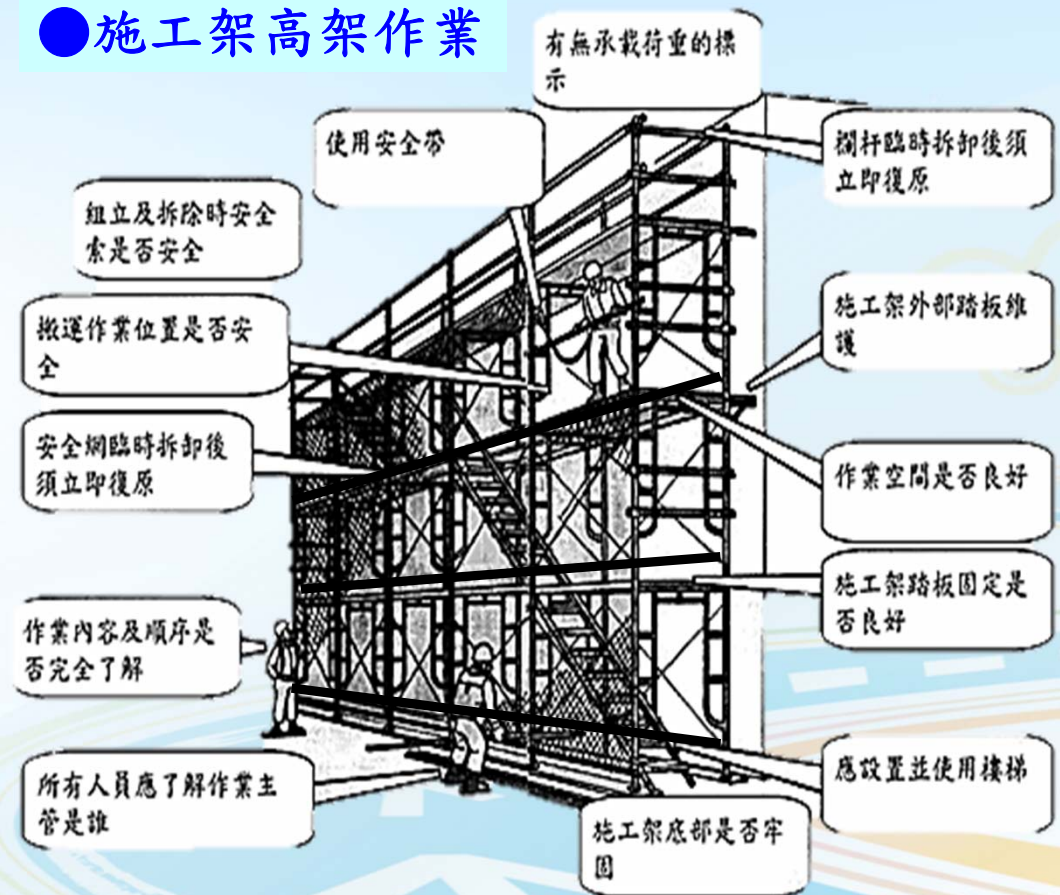 ●施工架高架作業
有無承載荷重的標
示
使用安全帶
欄杆臨時拆卸後須
立即復原
組立及拆除時安全
索是否安全
搬運作業位置是否安
全
施工架外部踏板維
護
安全網臨時拆卸後
須立即復原
作業空間是否良好
施工架踏板固定是
否良好
作業內容及順序是
否完全了解
所有人員應了解作業主
管是誰
應設置並使用樓梯
施工架底部是否牢
固